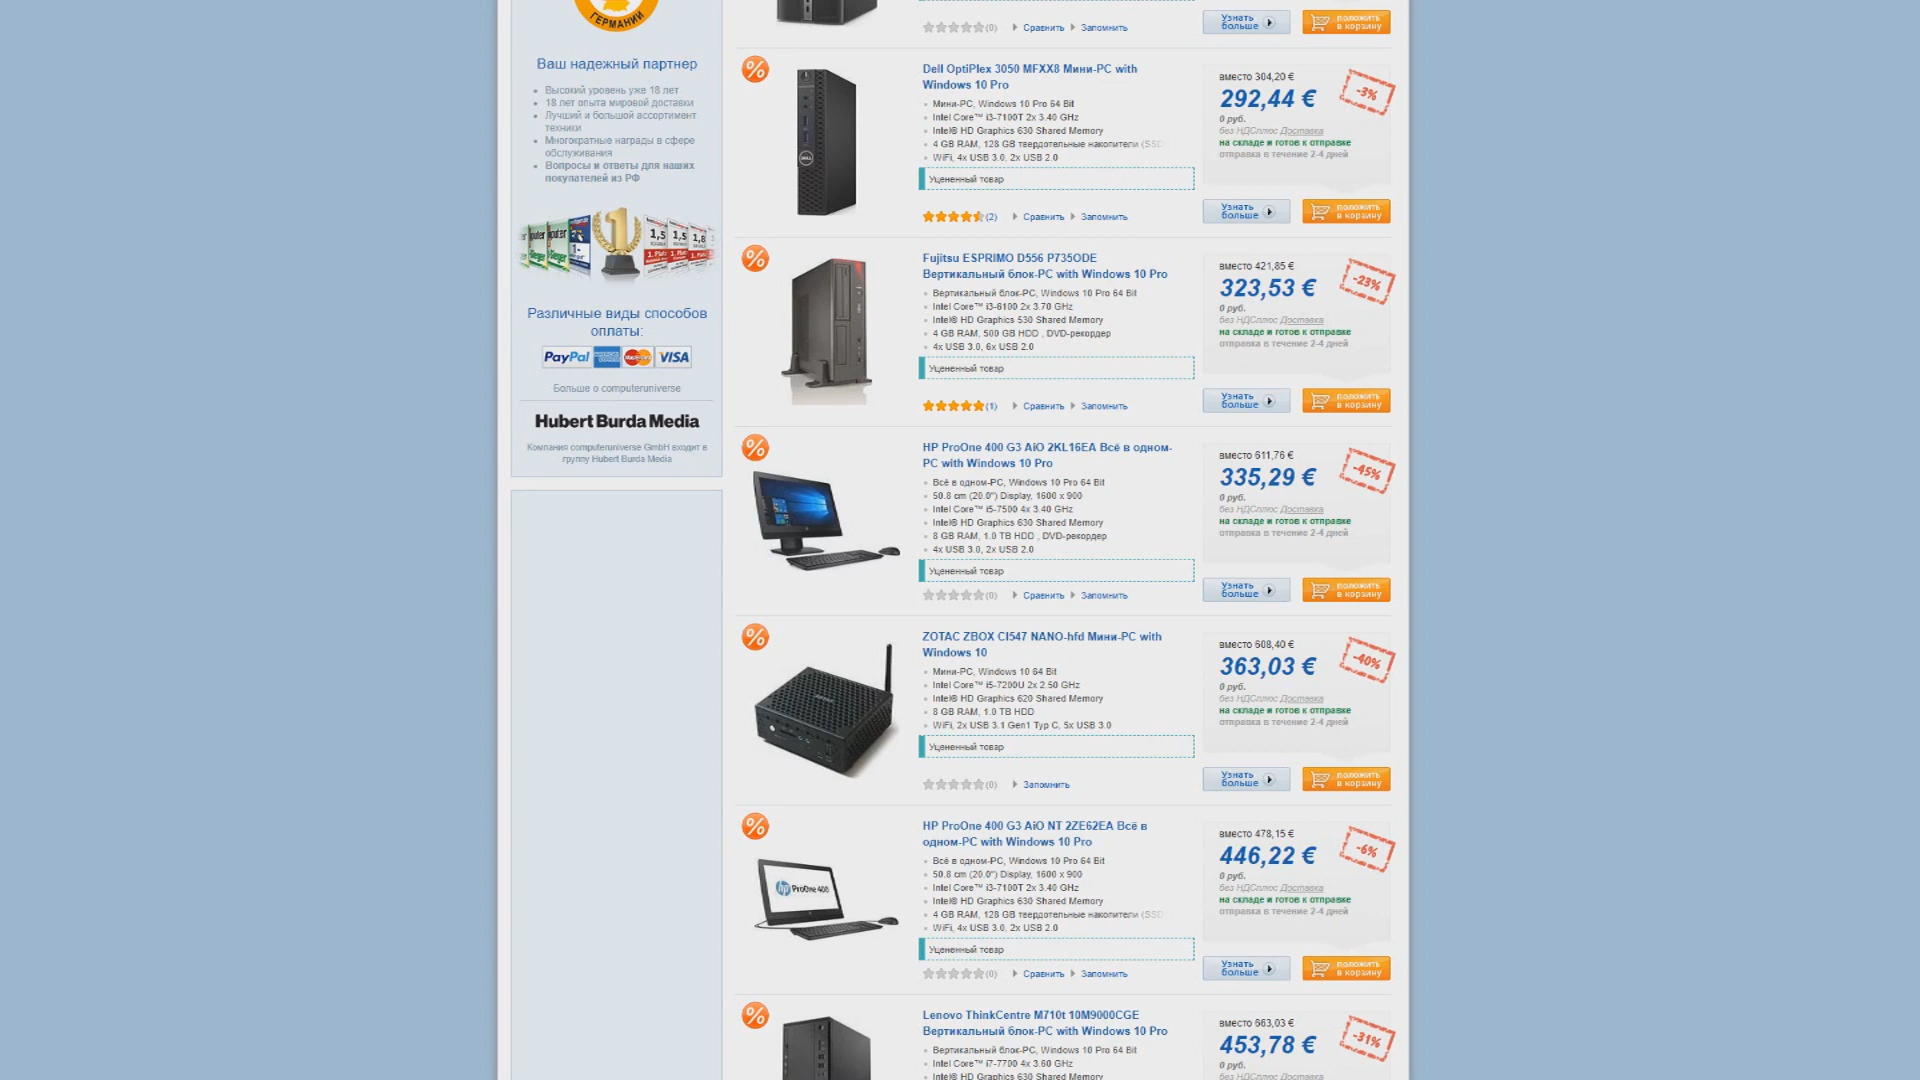 ГЕРМАНИИ
Ваш надежный партнер
Высокий уровень уже 18 лет
18 лет опыта мировой доставки
Лучший и большой ассортимент
техники
Многократные награды в сфере
обслуживания
Вопросы и ответы для наших
покупателей из РФ
1
1,5
1,5
1,8
Различные виды способов
оплаты:
PayPal
VISA
Больше о computeruniverse
Hubert Burda Media
Компания computeruniverse GmbH входит в
группу Hubert Burda Media
(0) Сравнить Запомнить
Узнать
больше
положить
в корзину
%
Dell OptiPlex 3050 MFXX8 Мини-PC with
Windows 10 Pro
Мини-PC, Windows 10 Pro 64 Bit
Intel Core™ i3-7100T 2x 3.40 GHz
Intel® HD Graphics 630 Shared Memory
4 GB RAM, 128 GB твердотельные накопители (SSD
WiFi, 4x USB 3.0, 2x USB 2.0
Уцененный товар
(2) Сравнить Запомнить
вместо 304,20 €
292,44 €
-3%
0 руб.
без НДСплюс Доставка
на складе и готов к отправке
отправка в течение 2-4 дней
Узнать
больше
положить
в корзину
%
Fujitsu ESPRIMO D556 P735ODE
Вертикальный блок-PC with Windows 10 Pro
Вертикальный блок-PC, Windows 10 Pro 64 Bit
Intel Core™ i3-6100 2x 3.70 GHz
Intel® HD Graphics 530 Shared Memory
4 GB RAM, 500 GB HDD , DVD-рекордер
4x USB 3.0, 6x USB 2.0
Уцененный товар
(1) Сравнить Запомнить
вместо 421,85 €
323,53 €
-23%
0 руб.
без НДСплюс Доставка
на складе и готов к отправке
отправка в течение 2-4 дней
Узнать
больше
положить
в корзину
%
HP ProOne 400 G3 AiO 2KL16EA Всё в одном-
PC with Windows 10 Pro
Всё в одном-PC, Windows 10 Pro 64 Bit
50.8 cm (20.0") Display, 1600 x 900
Intel Core™ i5-7500 4x 3.40 GHz
Intel® HD Graphics 630 Shared Memory
8 GB RAM, 1.0 TB HDD , DVD-рекордер
4x USB 3.0, 2x USB 2.0
Уцененный товар
(0) Сравнить Запомнить
вместо 611,76 €
335,29 €
-45%
0 руб.
без НДСплюс Доставка
на складе и готов к отправке
отправка в течение 2-4 дней
Узнать
больше
положить
в корзину
%
ZOTAC ZBOX CI547 NANO-hfd Мини-PC with
Windows 10
Мини-PC, Windows 10 64 Bit
Intel Core™ i5-7200U 2x 2.50 GHz
Intel® HD Graphics 620 Shared Memory
8 GB RAM, 1.0 TB HDD
WiFi, 2x USB 3.1 Gen1 Typ C, 5x USB 3.0
Уцененный товар
(0) Запомнить
вместо 608,40 €
363,03 €
-40%
0 руб.
без НДСплюс Доставка
на складе и готов к отправке
отправка в течение 2-4 дней
Узнать
больше
положить
в корзину
%
HP ProOne 400 G3 AiO NT 2ZE62EA Всё в
одном-PC with Windows 10 Pro
Всё в одном-PC, Windows 10 Pro 64 Bit
50.8 cm (20.0") Display, 1600 x 900
Intel Core™ i3-7100T 2x 3.40 GHz
Intel® HD Graphics 630 Shared Memory
4 GB RAM, 128 GB твердотельные накопители (SSD
WiFi, 4x USB 3.0, 2x USB 2.0
Уцененный товар
(0) Сравнить Запомнить
hp ProOne 400
вместо 478,15 €
446,22 €
-6%
0 руб.
без НДСплюс Доставка
на складе и готов к отправке
отправка в течение 2-4 дней
Узнать
больше
положить
в корзину
%
Lenovo ThinkCentre M710t 10M9000CGE
Вертикальный блок-PC with Windows 10 Pro
Вертикальный блок-PC, Windows 10 Pro 64 Bit
Intel Core™ i7-7700 4x 3.60 GHz
Intel® HD Graphics 630 Shared Memory
вместо 663,03 €
453,78 €
-31%
0 руб.
без НДСплюс Доставка